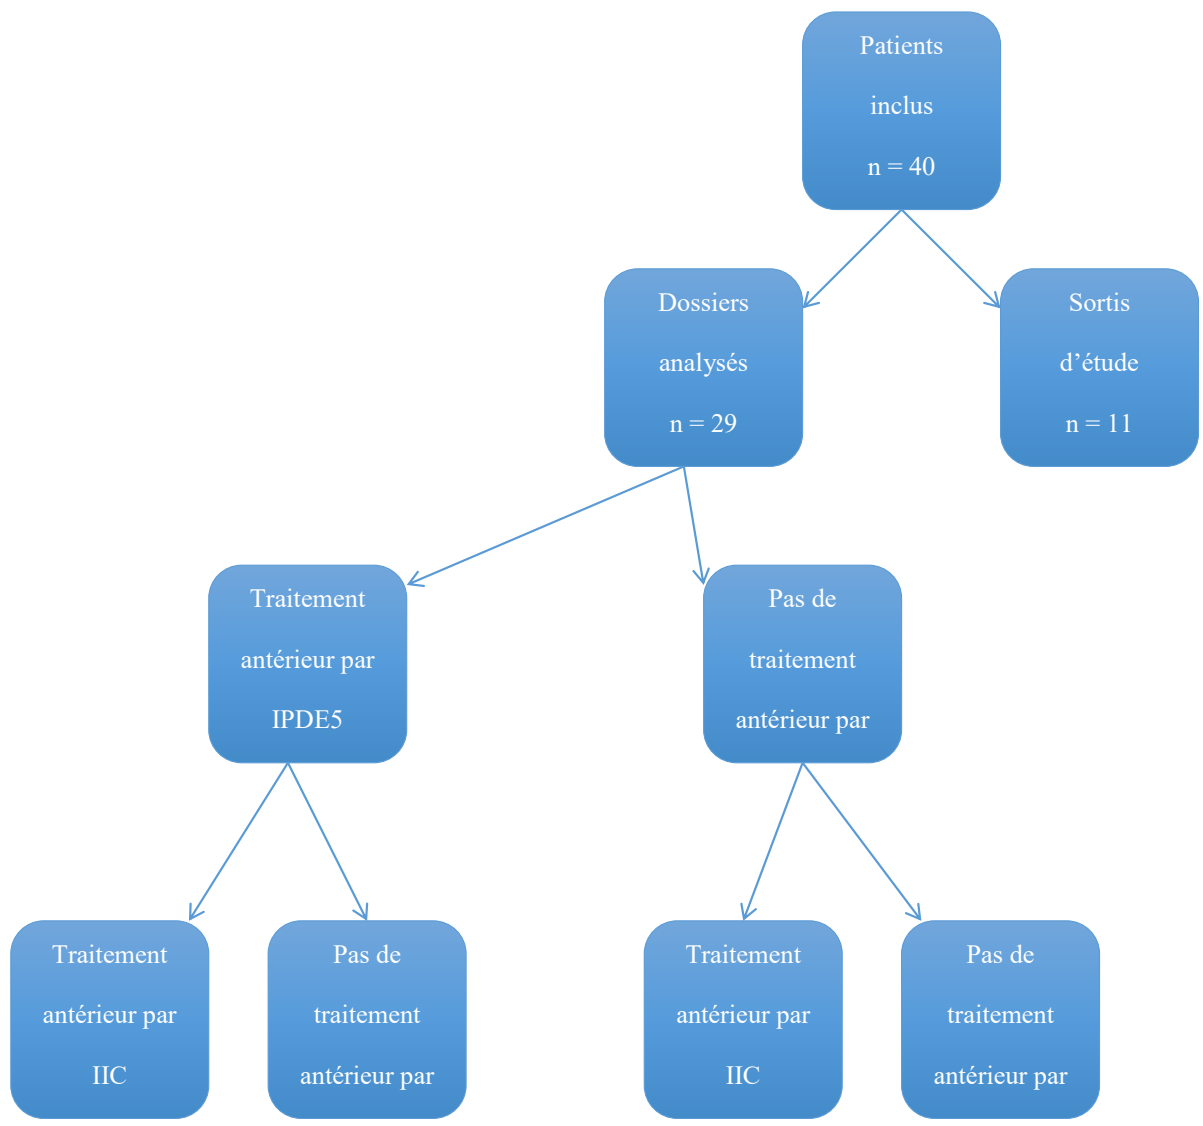 Patients
inclus
n = 40
Dossiers
analysés
n = 29
Sortis
d’étude
n = 11
Traitement
antérieur par
IPDE5
Pas de
traitement
antérieur par
Traitement
antérieur par
IIC
Pas de
traitement
antérieur par
Traitement
antérieur par
IIC
Pas de
traitement
antérieur par